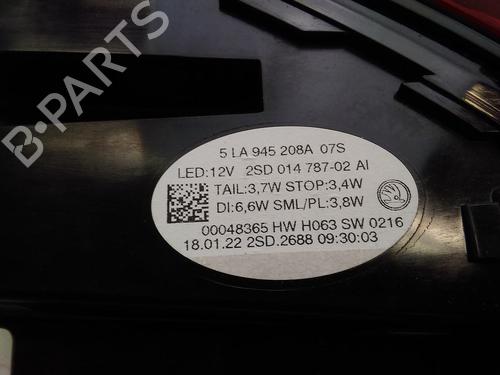 B-PARTS
5 LA 945 208A 07S
LED:12V 2SD 014 787-02 AI
TAIL:3,7W STOP:3,4W
DI:6,6W SML/PL:3,8W
00048365 HW H063 SW 0216
18.01.22 2SD.2688 09:30:03